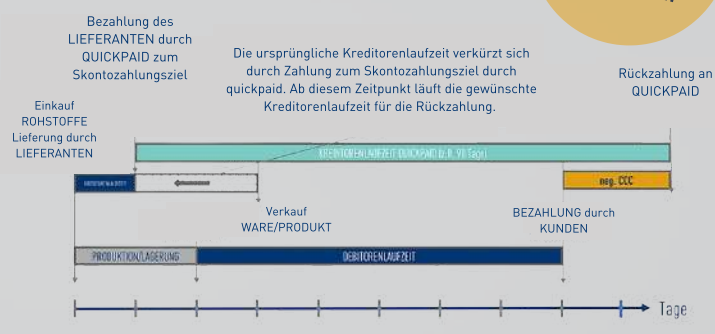 Bezahlung des
LIEFERANTEN durch
QUICKPAID zum
Skontozahlungsziel
Die ursprüngliche Kreditorenlaufzeit verkürzt sich
durch Zahlung zum Skontozahlungsziel durch
quickpaid. Ab diesem Zeitpunkt läuft die gewünschte
Kreditorenlaufzeit für die Rückzahlung.
Rückzahlung an
QUICKPAID
Einkauf
ROHSTOFFE
Lieferung durch
LIEFERANTEN
KREDITORENLAUFZEIT QUICKPAID (z.B. 90 Tage)
neg. CCC
Verkauf
WARE/PRODUKT
BEZAHLUNG durch
KUNDEN
PRODUKTION/LAGERUNG
DEBITORENLAUFZEIT
Tage